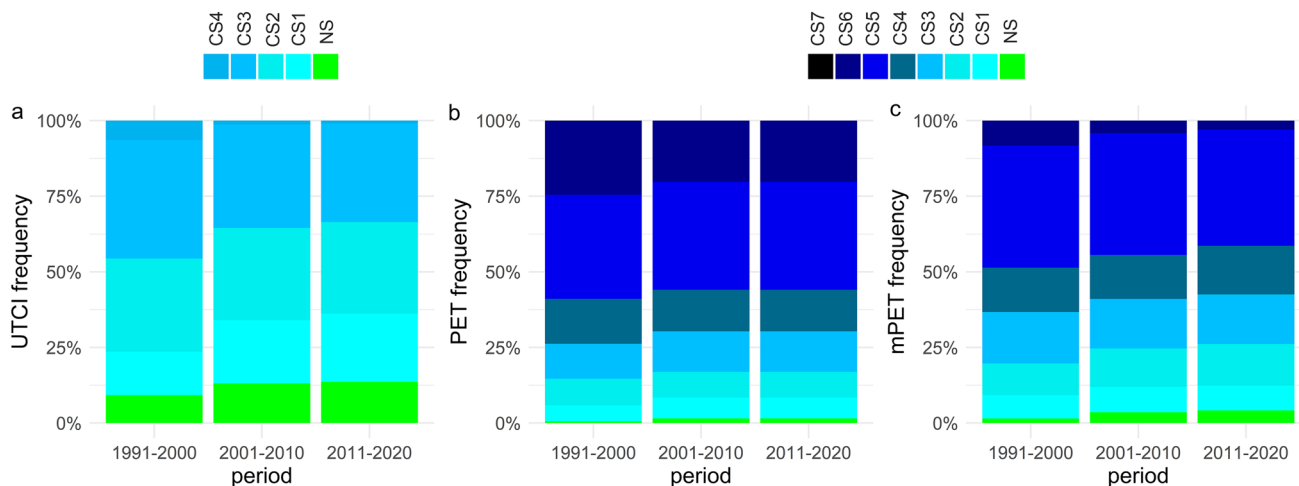 CS4 CS3 CS2 CS1 NS
CS7 CS6 CS5 CS4 CS3 CS2 CS1 NS
a
UTCI frequency
100%
75%
50%
25%
0%
1991-2000 2001-2010 2011-2020
period
b
PET frequency
100%
75%
50%
25%
0%
1991-2000 2001-2010 2011-2020
period
c
mPET frequency
100%
75%
50%
25%
0%
1991-2000 2001-2010 2011-2020
period